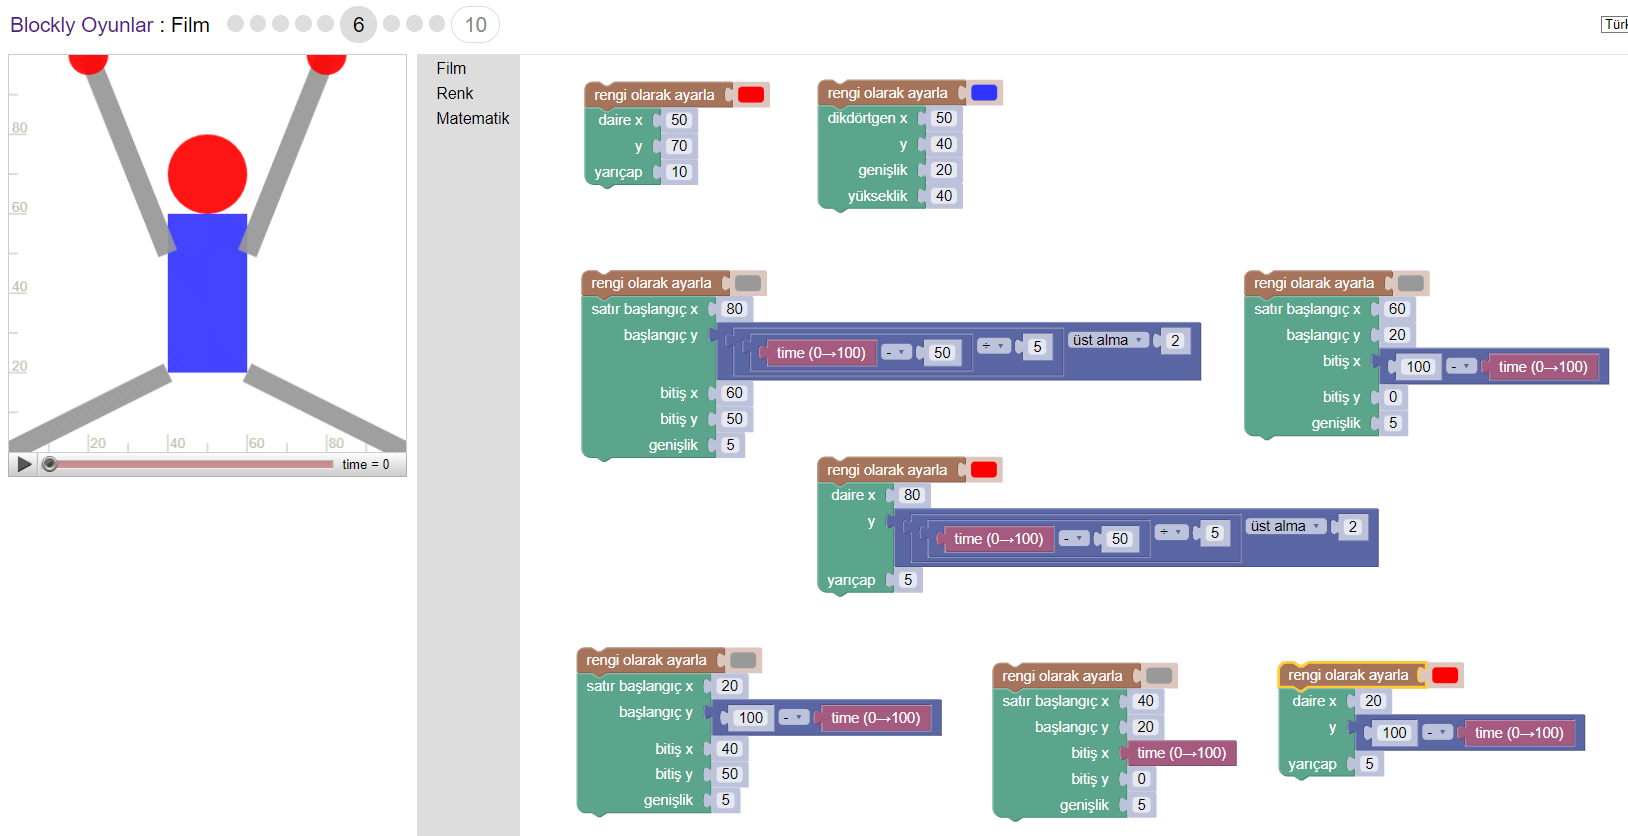 Blockly Oyunlar : Film 6 10
Türk
80
60
40
20
20 40 60 80
time = 0
Film
Renk
Matematik
rengi olarak ayarla
daire x 50
y 70
yarıçap 10
rengi olarak ayarla
dikdörtgen x 50
y 40
genişlik 20
yükseklik 40
rengi olarak ayarla
satır başlangıç x 80
başlangıç y time (0→100) - 50 ÷ 5 üst alma 2
bitiş x 60
bitiş y 50
genişlik 5
rengi olarak ayarla
satır başlangıç x 60
başlangıç y 20
bitiş x 100 - time (0→100)
bitiş y 0
genişlik 5
rengi olarak ayarla
daire x 80
y time (0→100) - 50 ÷ 5 üst alma 2
yarıçap 5
rengi olarak ayarla
satır başlangıç x 20
başlangıç y 100 - time (0→100)
bitiş x 40
bitiş y 50
genişlik 5
rengi olarak ayarla
satır başlangıç x 40
başlangıç y 20
bitiş x time (0→100)
bitiş y 0
genişlik 5
rengi olarak ayarla
daire x 20
y 100 - time (0→100)
yarıçap 5